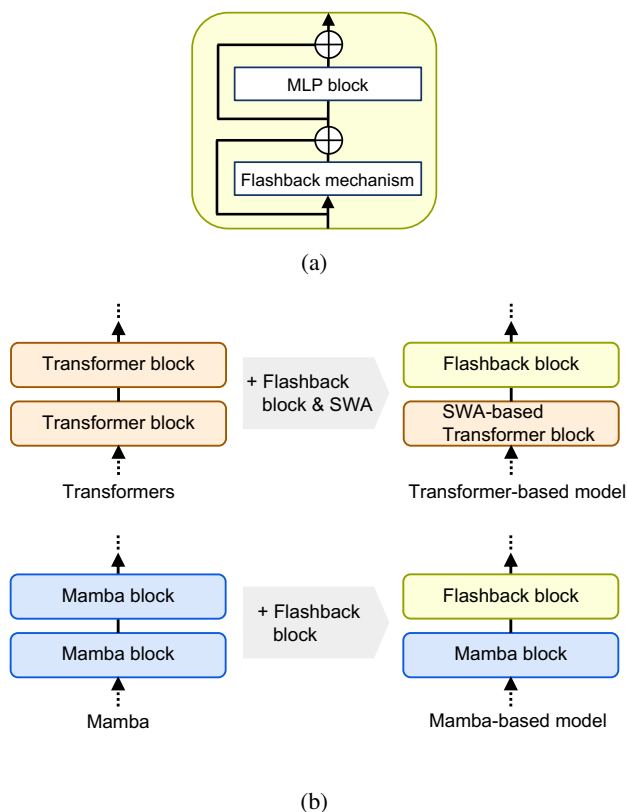 MLP block
Flashback mechanism
(a)
Transformer block
Transformer block
Transformers
+ Flashback
block & SWA
Flashback block
SWA-based
Transformer block
Transformer-based model
Mamba block
Mamba block
Mamba
+ Flashback
block
Flashback block
Mamba block
Mamba-based model
(b)